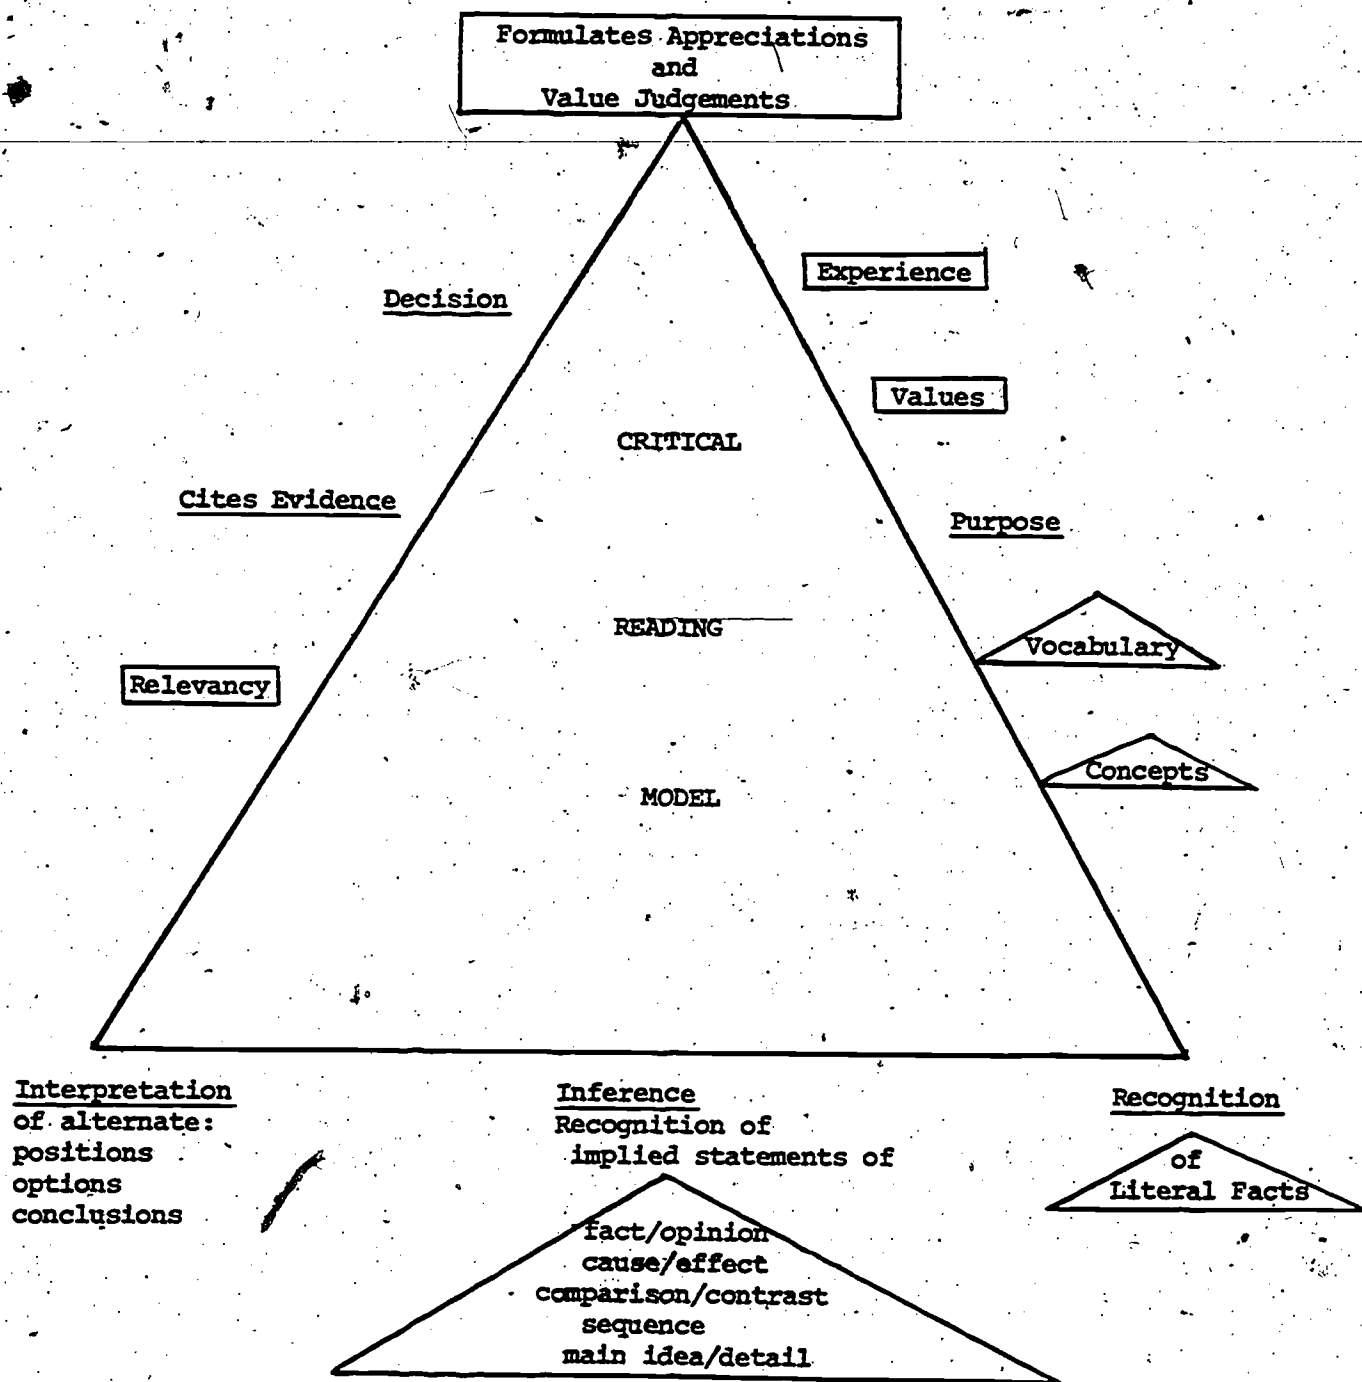 Formulates Appreciations
and
Value Judgements
Experience
Decision
Values
CRITICAL
Cites Evidence
Purpose
READING
Vocabulary
Relevancy
Concepts
MODEL
Interpretation
of alternate:
positions
options
conclusions
Inference
Recognition of
implied statements of
fact/opinion
cause/effect
comparison/contrast
sequence
main idea/detail
Recognition
of
Literal Facts